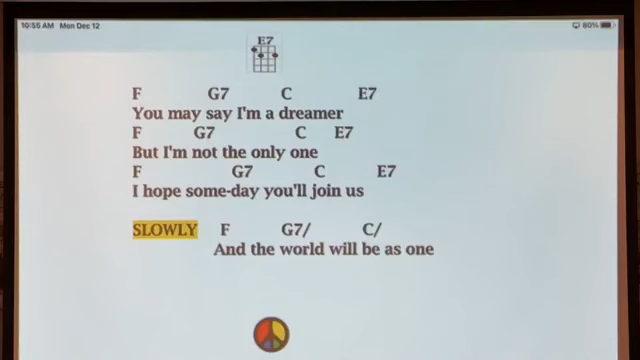 10:55 AM Mon Dec 12
80%
E7
F G7 C E7
You may say I'm a dreamer
F G7 C E7
But I'm not the only one
F G7 C E7
I hope some-day you'll join us
SLOWLY F G7/ C/
And the world will be as one